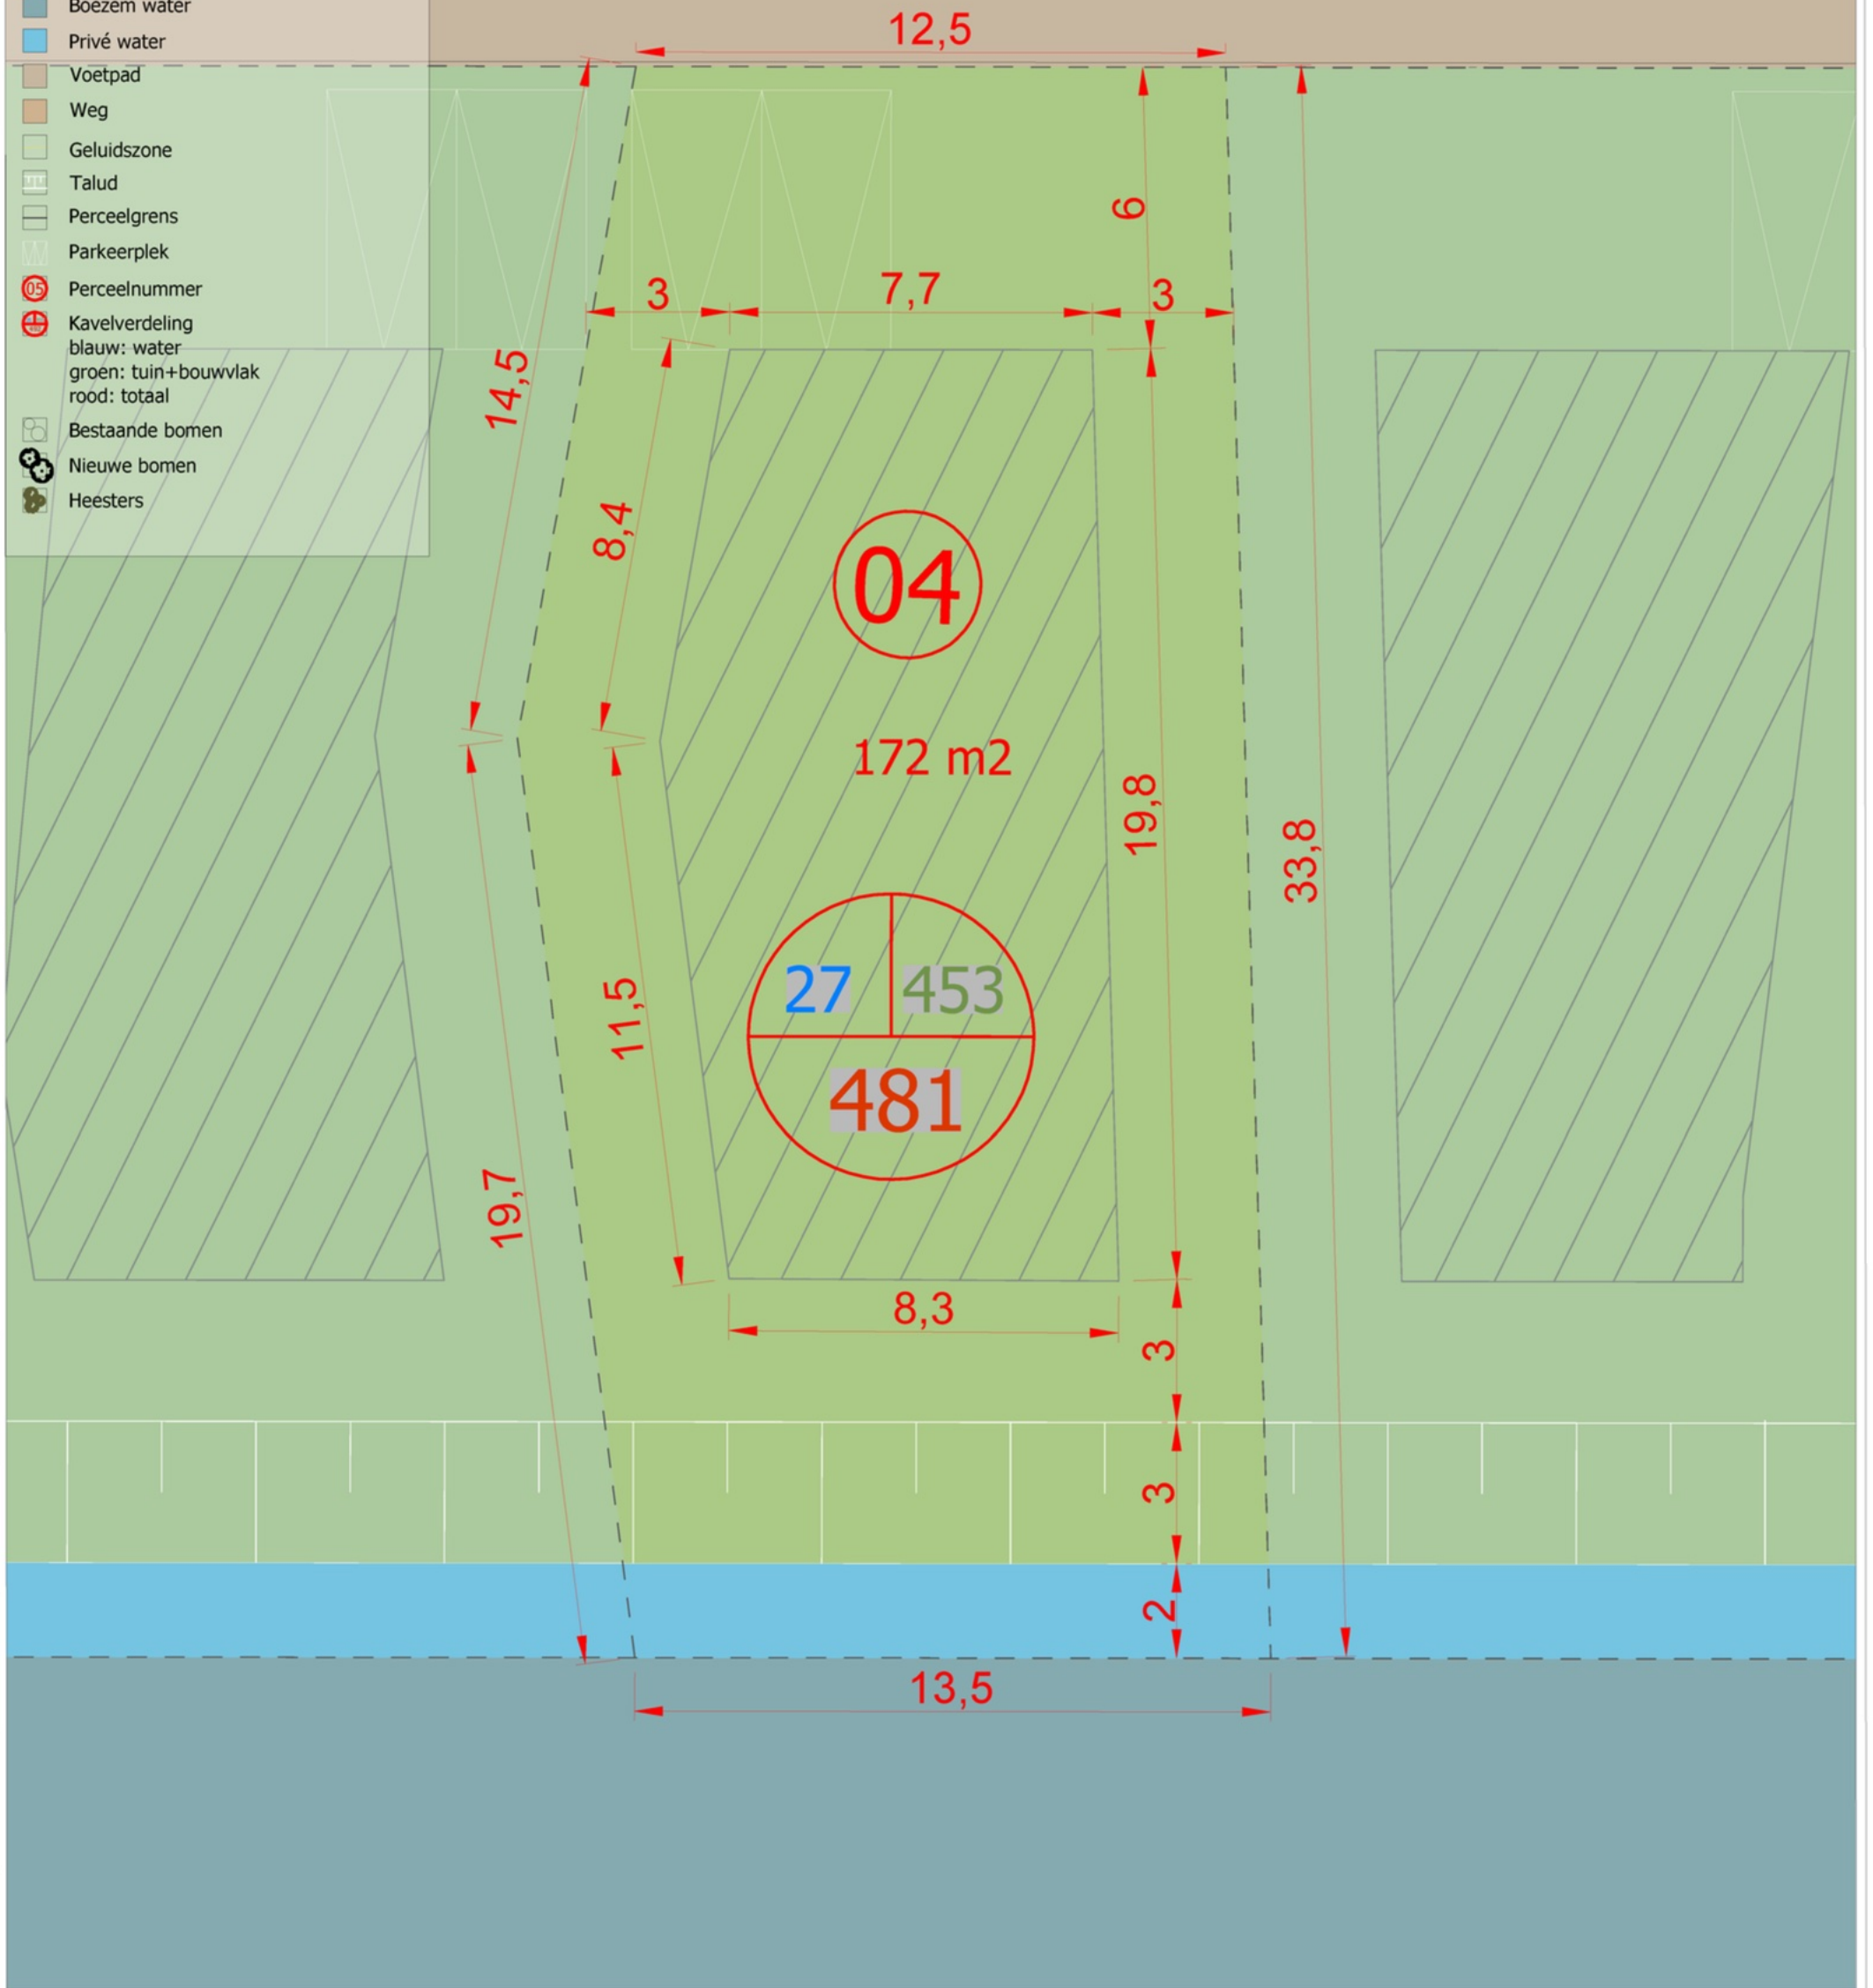 Boezem water
Privé water
Voetpad
Weg
Geluidszone
Talud
Perceelgrens
Parkeerplek
05 Perceelnummer
Kavelverdeling
blauw: water
groen: tuin+bouwvlak
rood: totaal
Bestaande bomen
Nieuwe bomen
Heesters
12,5
6
3
7,7
3
14,5
8,4
04
172 m2
19,8
33,8
27
453
481
11,5
19,7
8,3
3
3
2
13,5